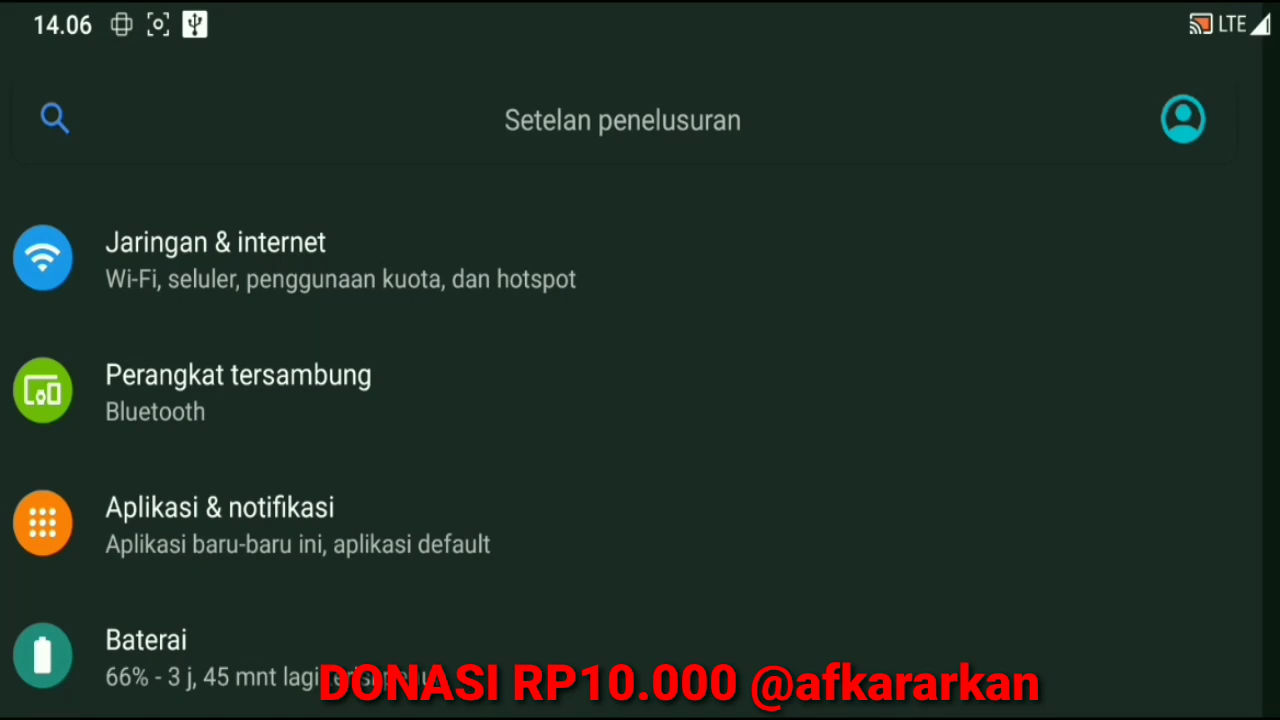 14.06
LTE
Setelan penelusuran
Jaringan & internet
Wi-Fi, seluler, penggunaan kuota, dan hotspot
Perangkat tersambung
Bluetooth
Aplikasi & notifikasi
Aplikasi baru-baru ini, aplikasi default
Baterai
66% - 3 j, 45 mnt lagi
DONASI RP10.000 @afkararkan